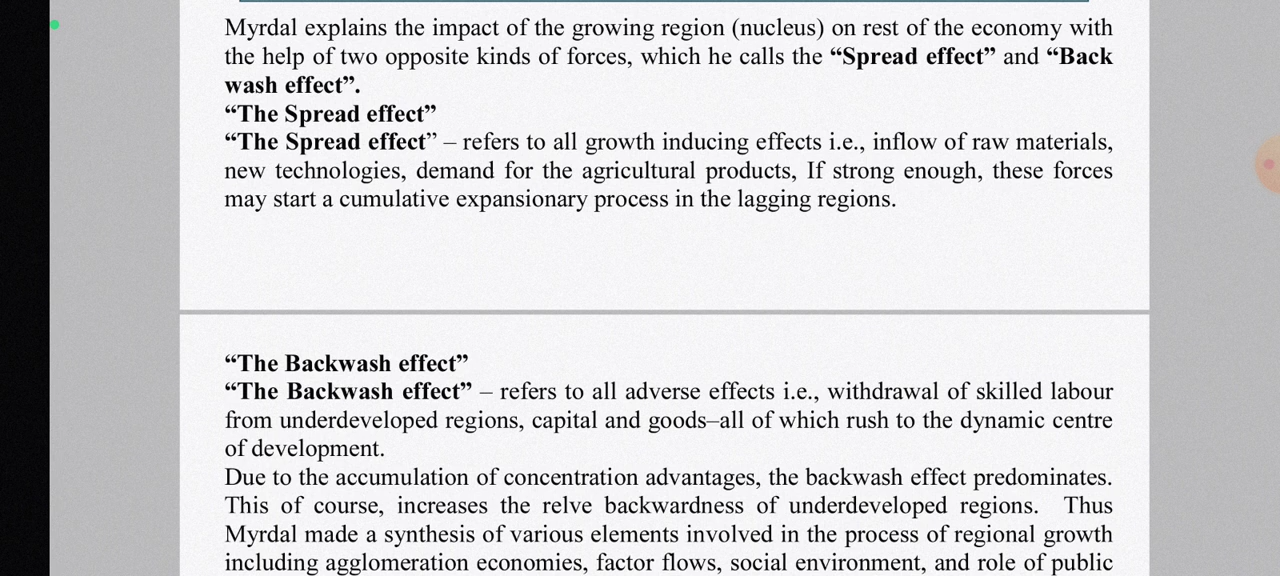 Myrdal explains the impact of the growing region (nucleus) on rest of the economy with
the help of two opposite kinds of forces, which he calls the “Spread effect” and “Back
wash effect”.
“The Spread effect”
“The Spread effect” – refers to all growth inducing effects i.e., inflow of raw materials,
new technologies, demand for the agricultural products, If strong enough, these forces
may start a cumulative expansionary process in the lagging regions.
“The Backwash effect”
“The Backwash effect” – refers to all adverse effects i.e., withdrawal of skilled labour
from underdeveloped regions, capital and goods–all of which rush to the dynamic centre
of development.
Due to the accumulation of concentration advantages, the backwash effect predominates.
This of course, increases the relve backwardness of underdeveloped regions. Thus
Myrdal made a synthesis of various elements involved in the process of regional growth
including agglomeration economies, factor flows, social environment, and role of public